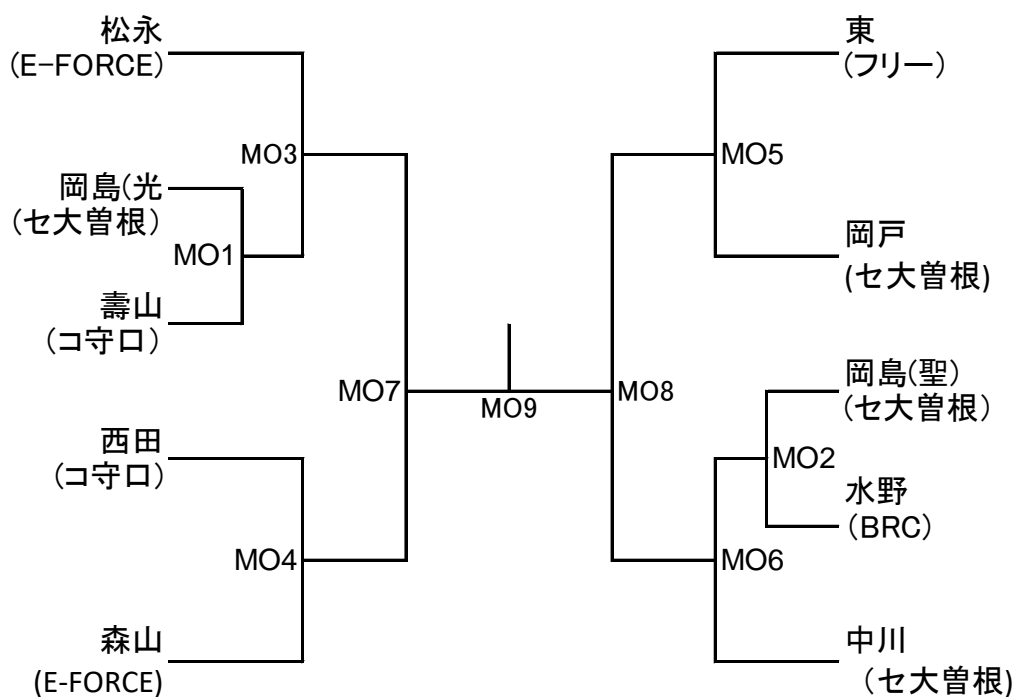 松永
(E-FORCE)
MO3
岡島(光
(セ大曽根)
MO1
壽山
(コ守口)
MO7
西田
(コ守口)
MO4
森山
(E-FORCE)
MO9
東
(フリー)
MO5
岡戸
(セ大曽根)
MO8
岡島(聖)
(セ大曽根)
MO2
水野
(BRC)
MO6
中川
(セ大曽根)